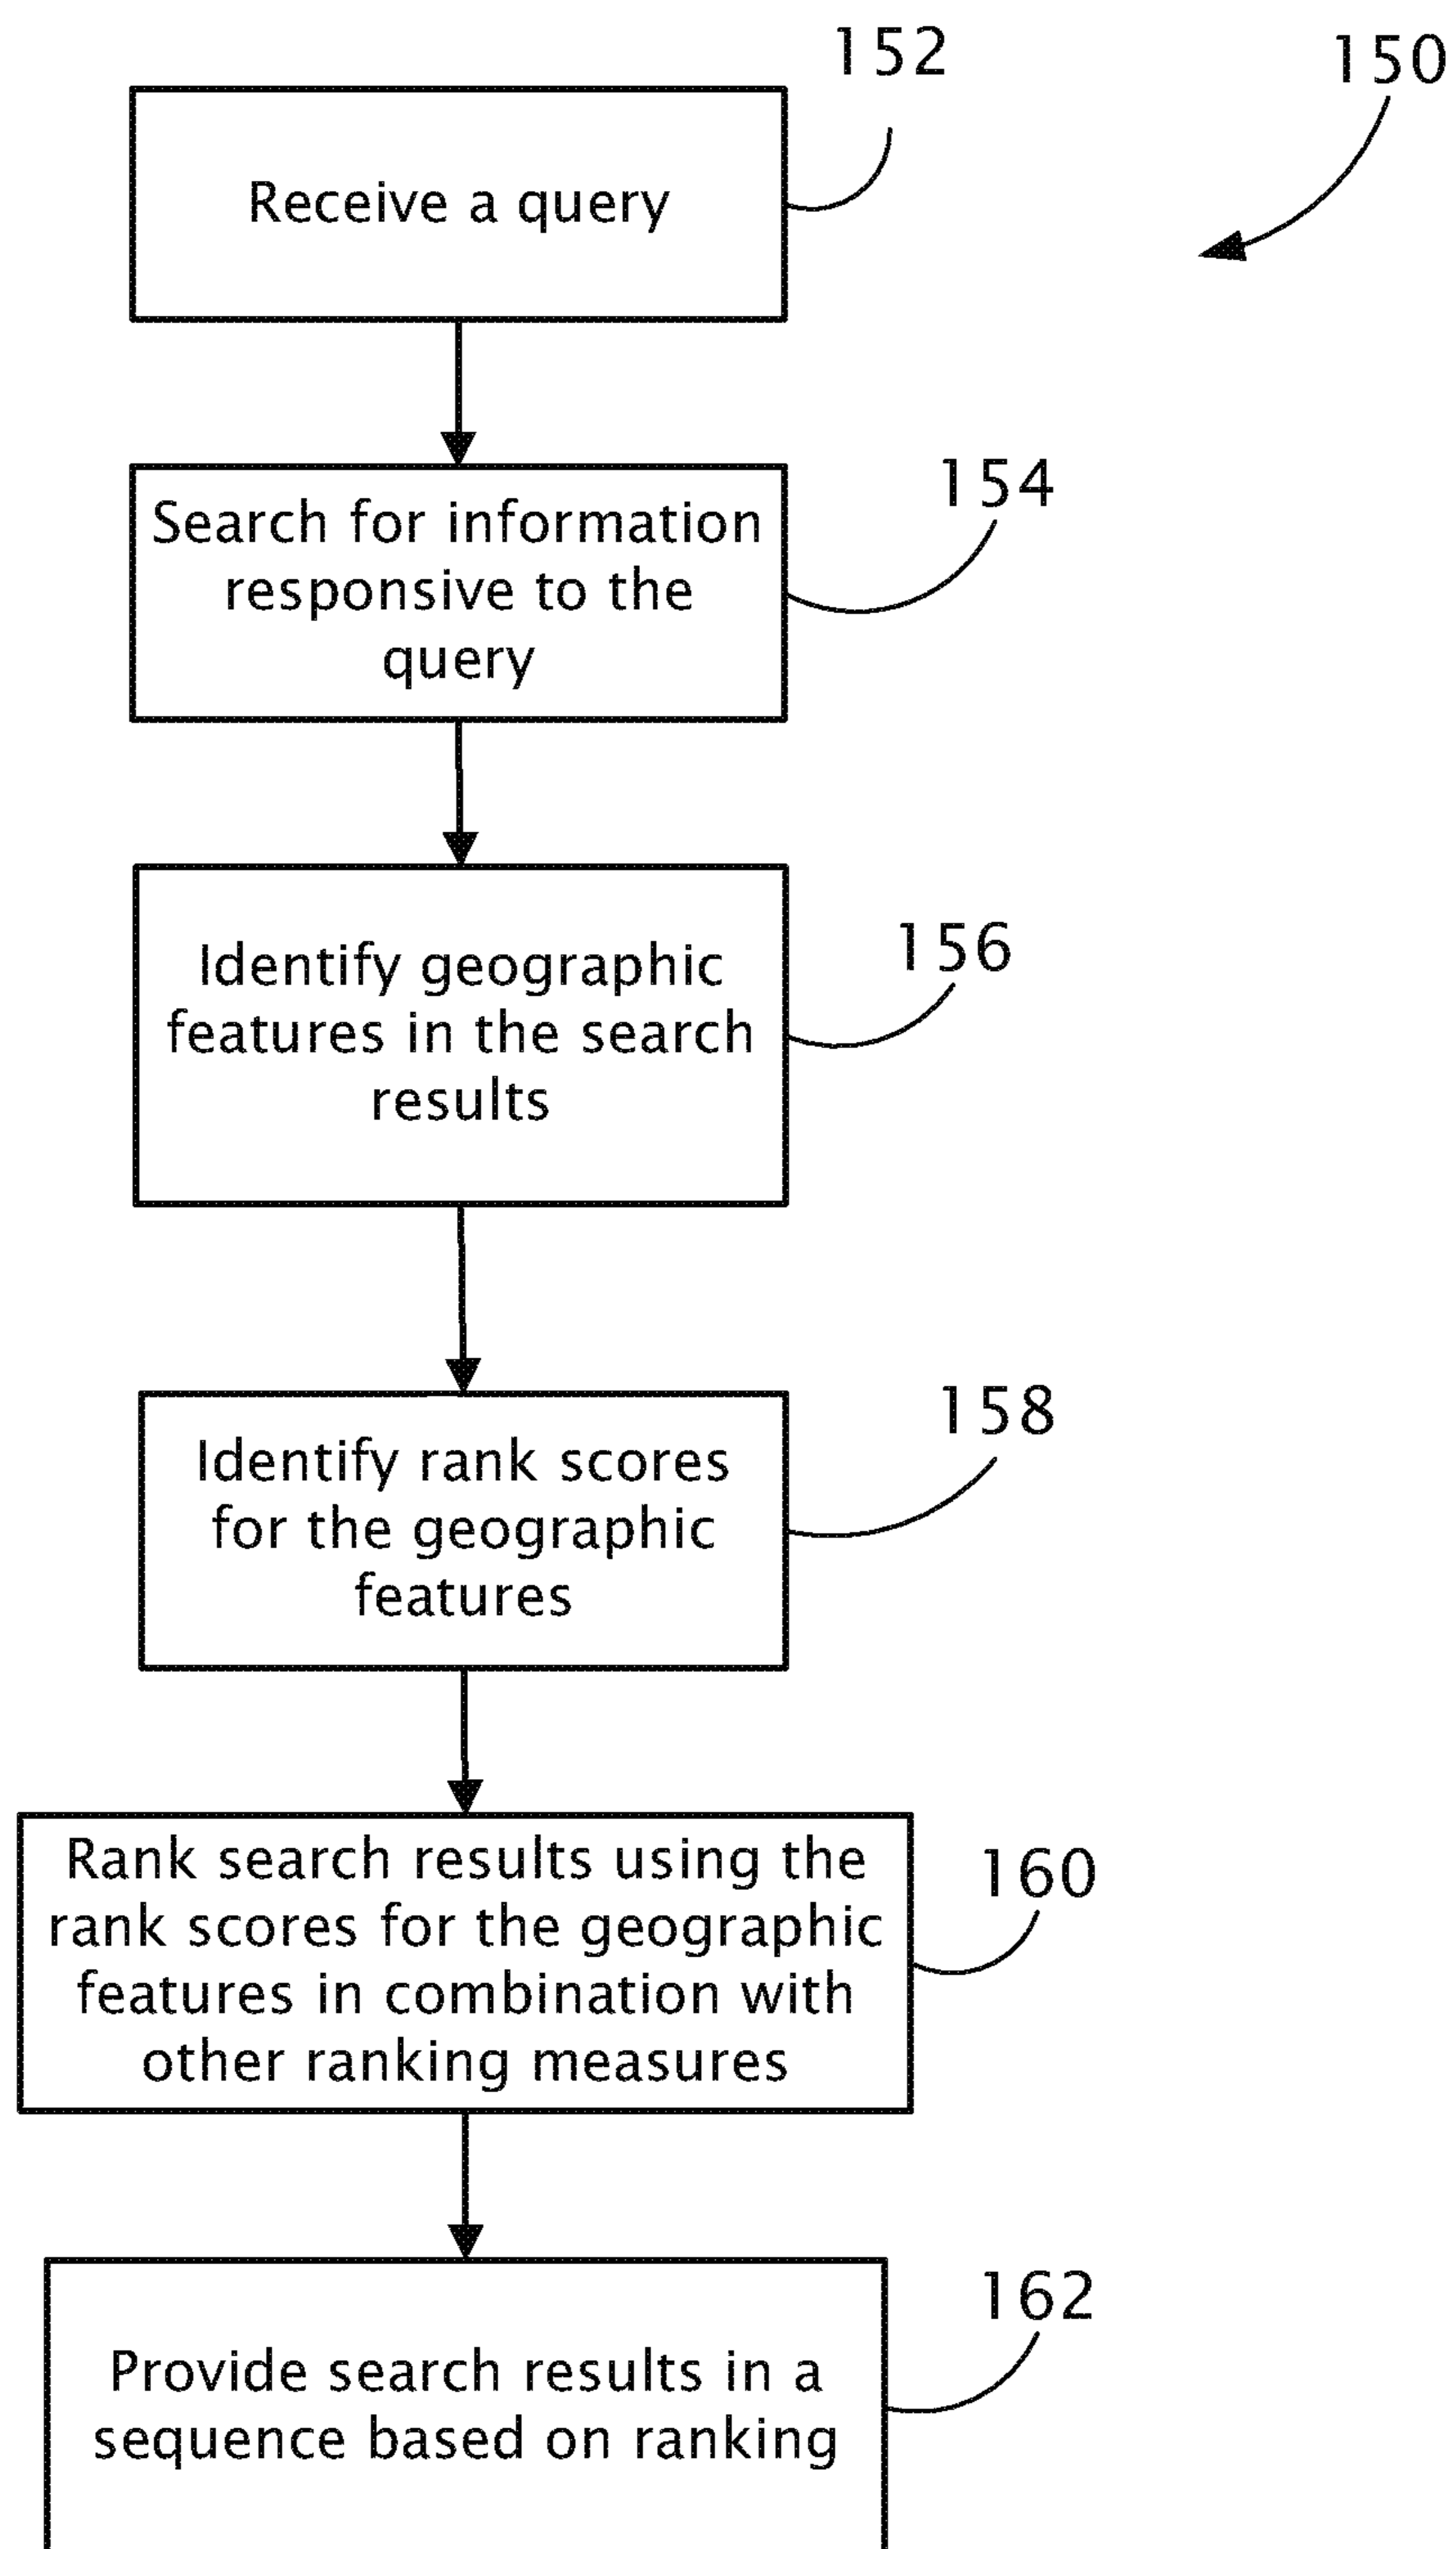 152
150
Receive a query
154
Search for information
responsive to the
query
156
Identify geographic
features in the search
results
158
Identify rank scores
for the geographic
features
160
Rank search results using the
rank scores for the geographic
features in combination with
other ranking measures
162
Provide search results in a
sequence based on ranking